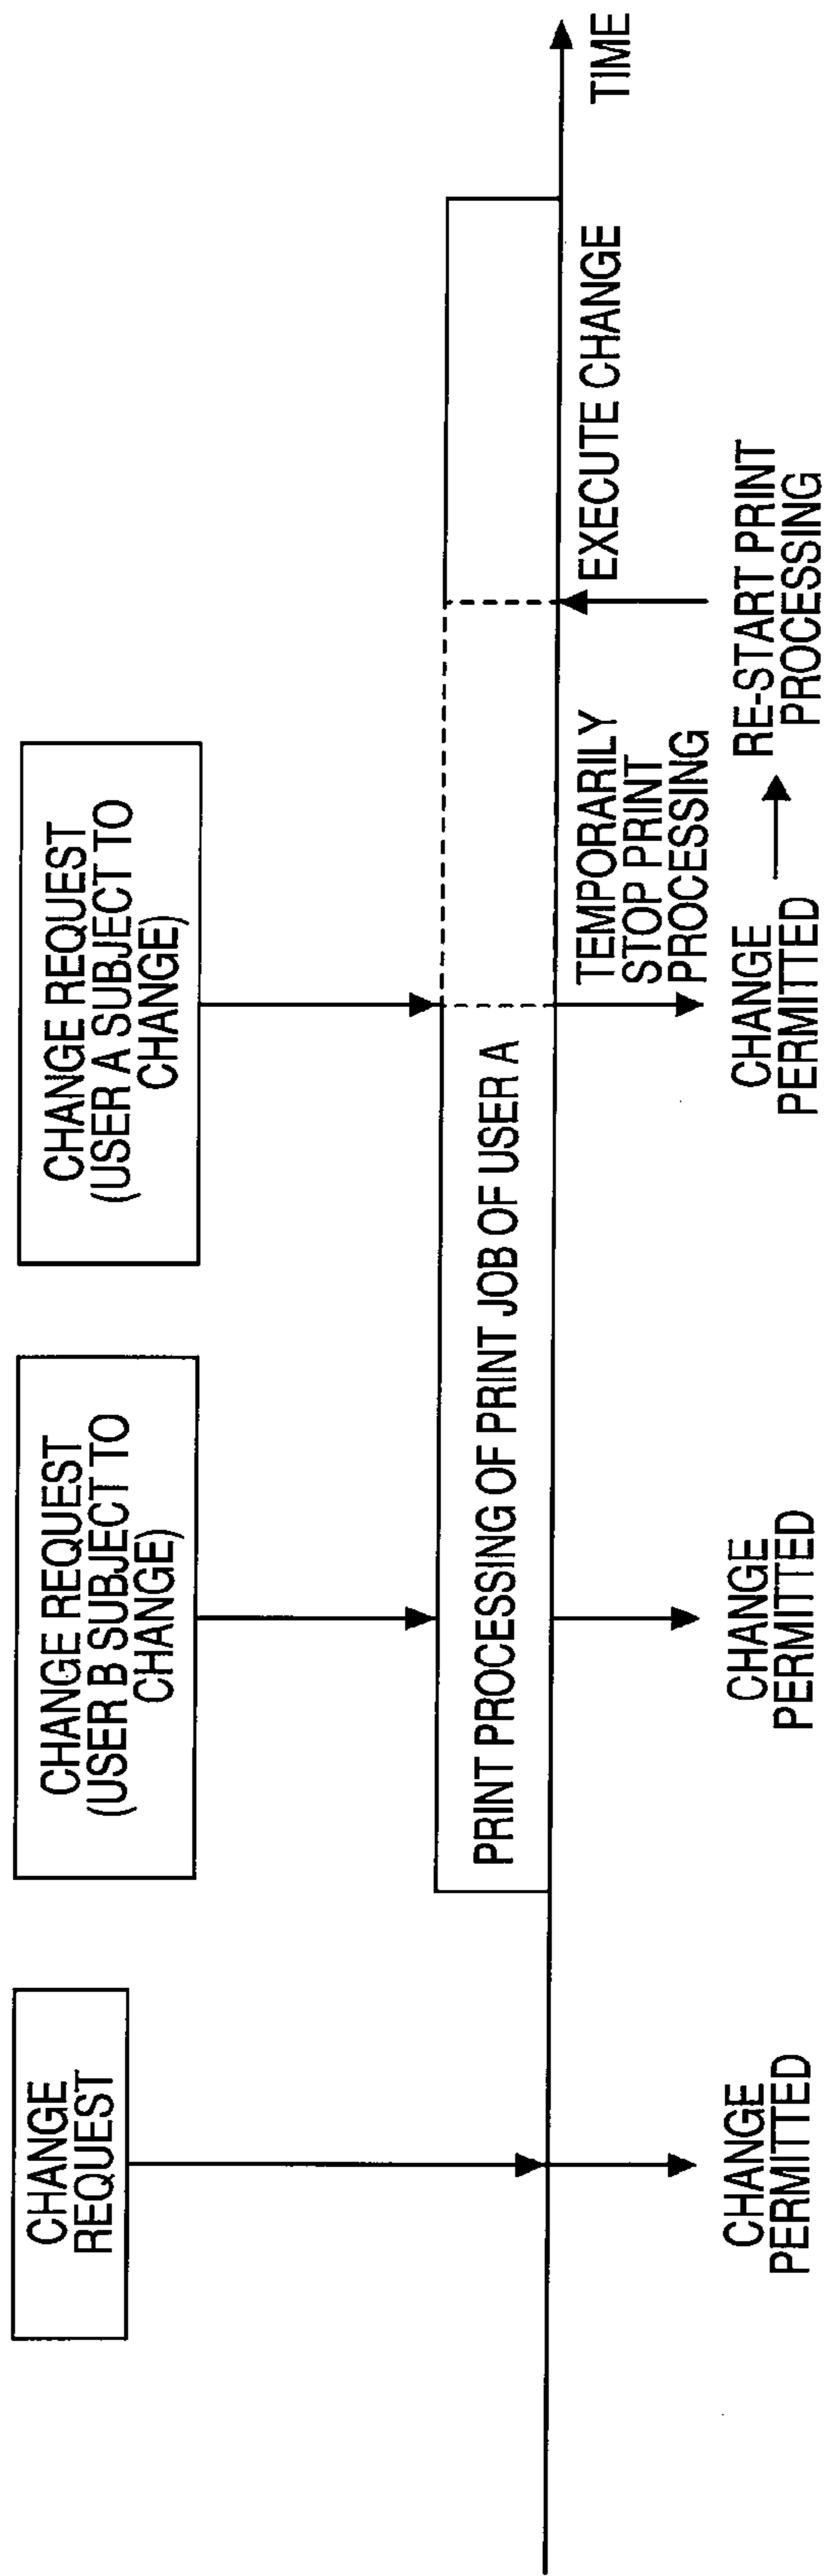 CHANGE
REQUEST
CHANGE REQUEST
(USER B SUBJECT TO
CHANGE)
CHANGE REQUEST
(USER A SUBJECT TO
CHANGE)
PRINT PROCESSING OF PRINT JOB OF USER A
TIME
TEMPORARILY
STOP PRINT
PROCESSING
EXECUTE CHANGE
CHANGE
PERMITTED
CHANGE
PERMITTED
CHANGE
PERMITTED
RE-START PRINT
PROCESSING